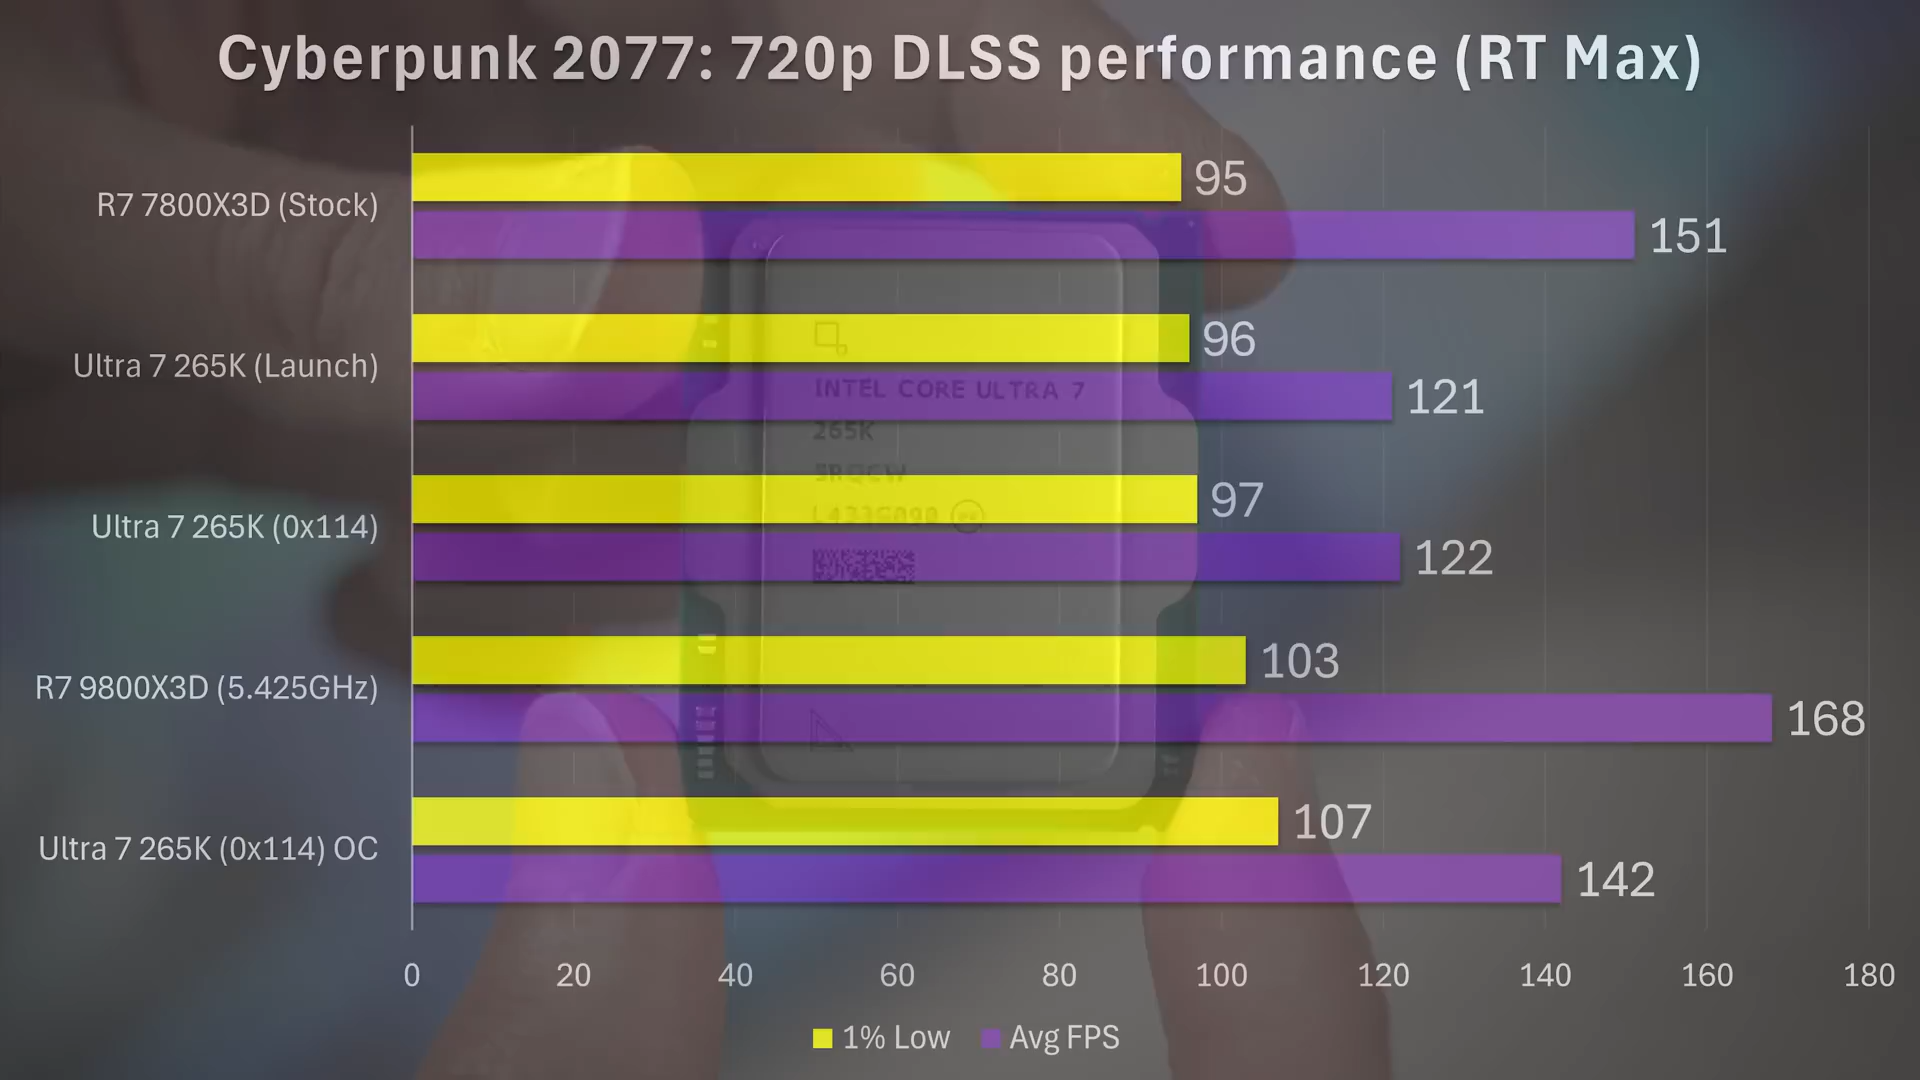 Cyberpunk 2077: 720p DLSS performance (RT Max)
R7 7800X3D (Stock)
95
151
Ultra 7 265K (Launch)
96
121
INTEL CORE ULTRA 7
265K
Ultra 7 265K (0x114)
97
122
R7 9800X3D (5.425GHz)
103
168
Ultra 7 265K (0x114) OC
107
142
0 20 40 60 80 100 120 140 160 180
1% Low Avg FPS